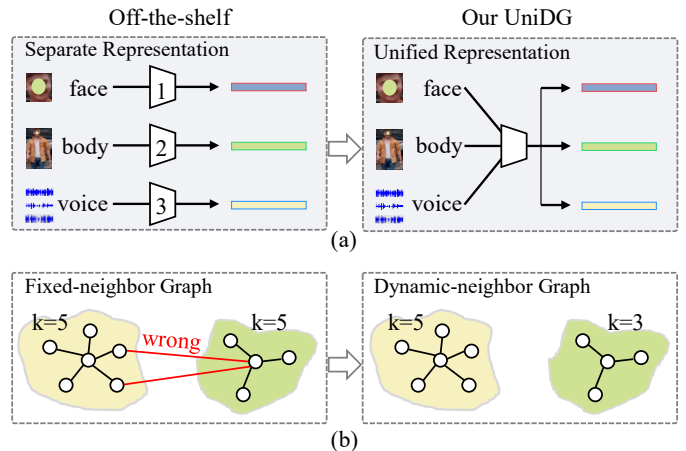 Off-the-shelf
Our UniDG
Separate Representation
face
1
body
2
voice
3
Unified Representation
face
body
voice
(a)
Fixed-neighbor Graph
k=5
wrong
k=5
Dynamic-neighbor Graph
k=5
k=3
(b)